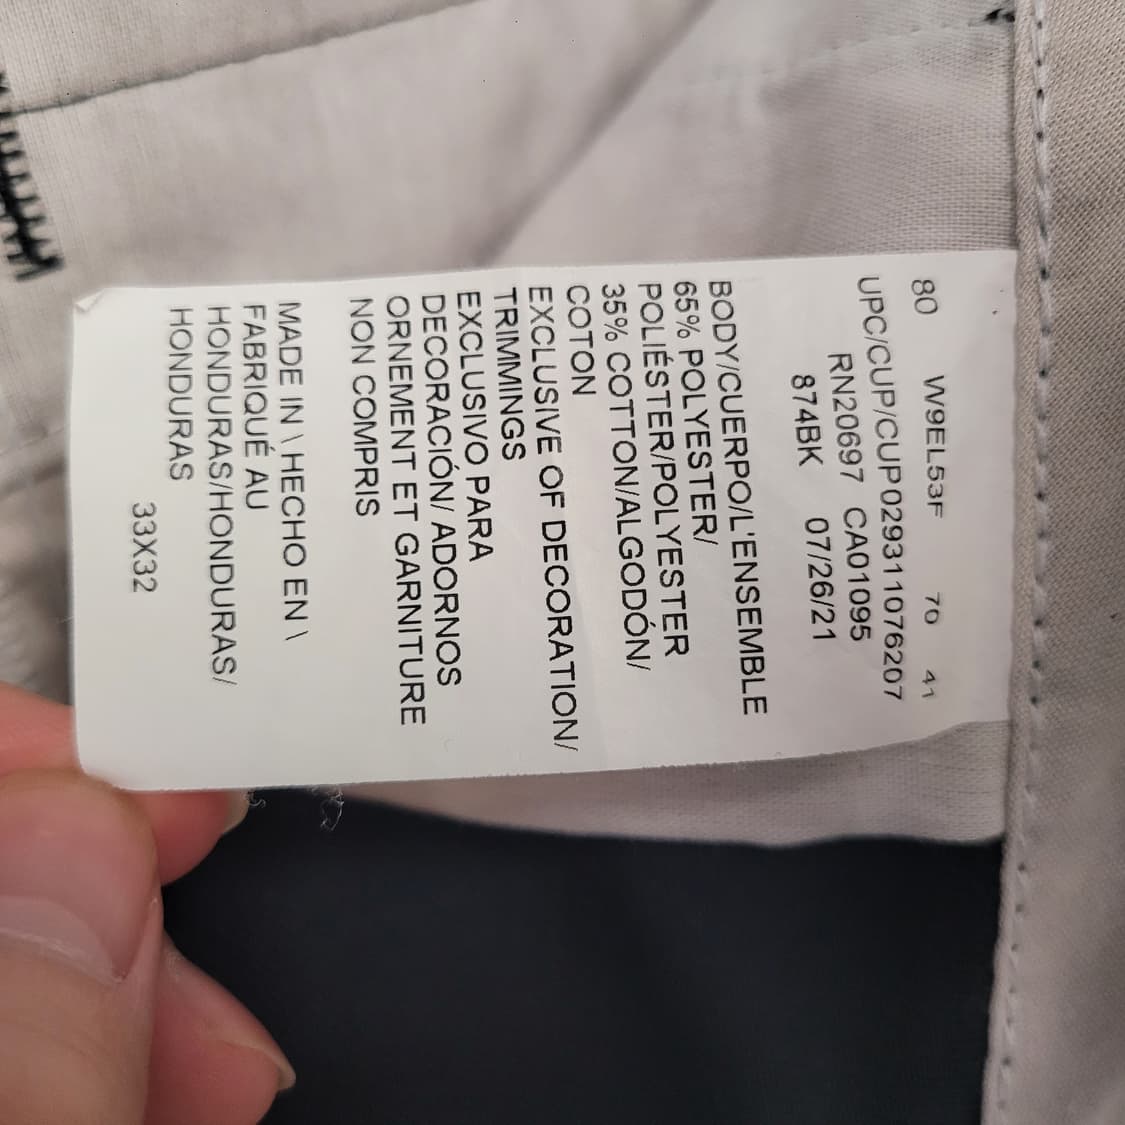 80 W9EL53F 70 41
UPC/CUP/CUP029311076207
RN20697 CA01095
874BK 07/26/21
BODY/CUERPO/L'ENSEMBLE
65% POLYESTER/
POLIÉSTER/POLYESTER
35% COTTON/ALGODÓN/
COTON
EXCLUSIVE OF DECORATION/
TRIMMINGS
EXCLUSIVO PARA
DECORACIÓN/ ADORNOS
ORNEMENT ET GARNITURE
NON COMPRIS
MADE IN \ HECHO EN \
FABRIQUÉ AU
HONDURAS/HONDURAS/
HONDURAS
33X32